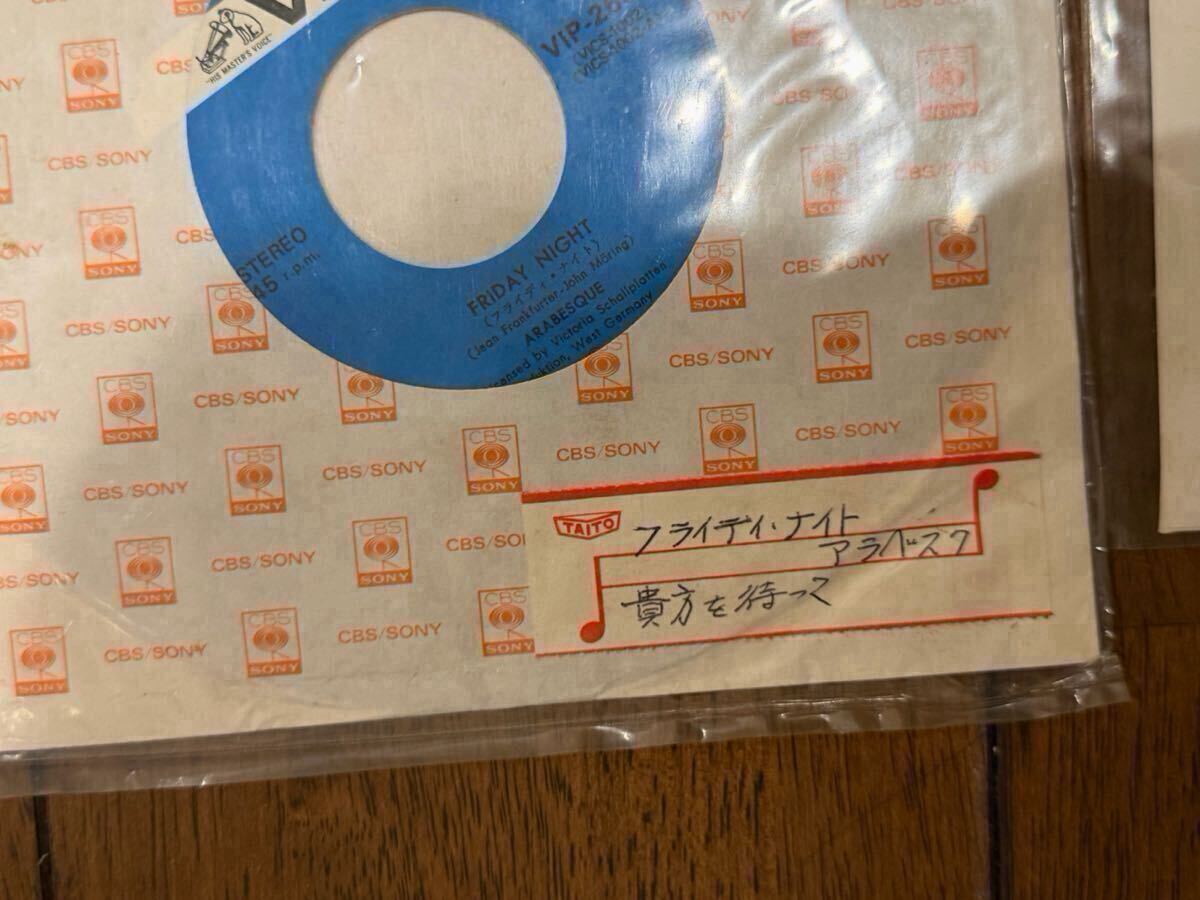 "HIS MASTER'S VOICE"
VIP-26
(VICS-1002)
STEREO
45 r.p.m.
FRIDAY NIGHT
(フライディ・ナイト)
(Jean Frankfurter-John Möring)
ARABESQUE
Licensed by Victoria Schallplatten
West Germany
CBS/SONY
CBS
SONY
TAITO
フライディ・ナイト
アラベスク
貴方を待って